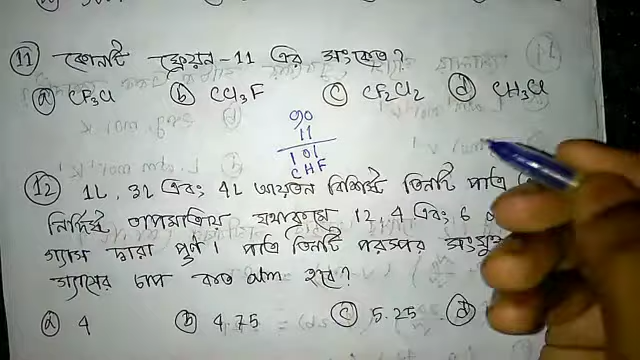 11 কোনটি ফ্রেয়ন-11 এর সংকেত?
a CF3Cl b CCl3F c CF2Cl2 d CH3Cl
90
11
101
CHF
12 1L, 3L এবং 4L আয়তন বিশিষ্ট তিনটি পাত্র
নির্দিষ্ট তাপমাত্রায় যথাক্রমে 12, 4 এবং 6
গ্যাস দ্বারা পূর্ণ। পাত্র তিনটি পরস্পর
গ্যাসের চাপ কত atm হবে?
a 4 b 4.75 c 5.25 d